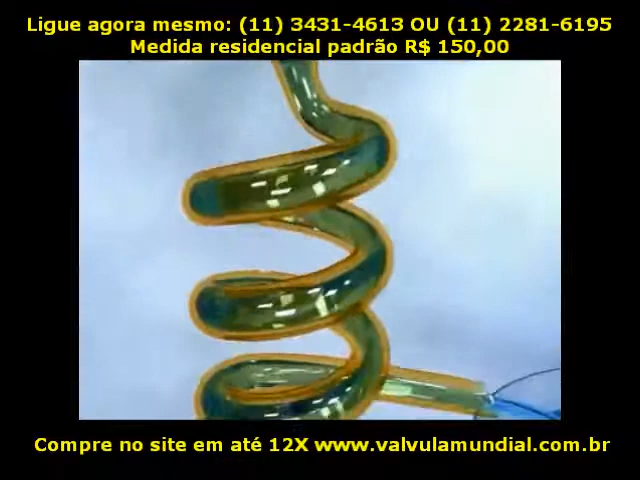 Ligue agora mesmo: (11) 3431-4613 OU (11) 2281-6195
Medida residencial padrão R$ 150,00
Compre no site em até 12X www.valvulamundial.com.br